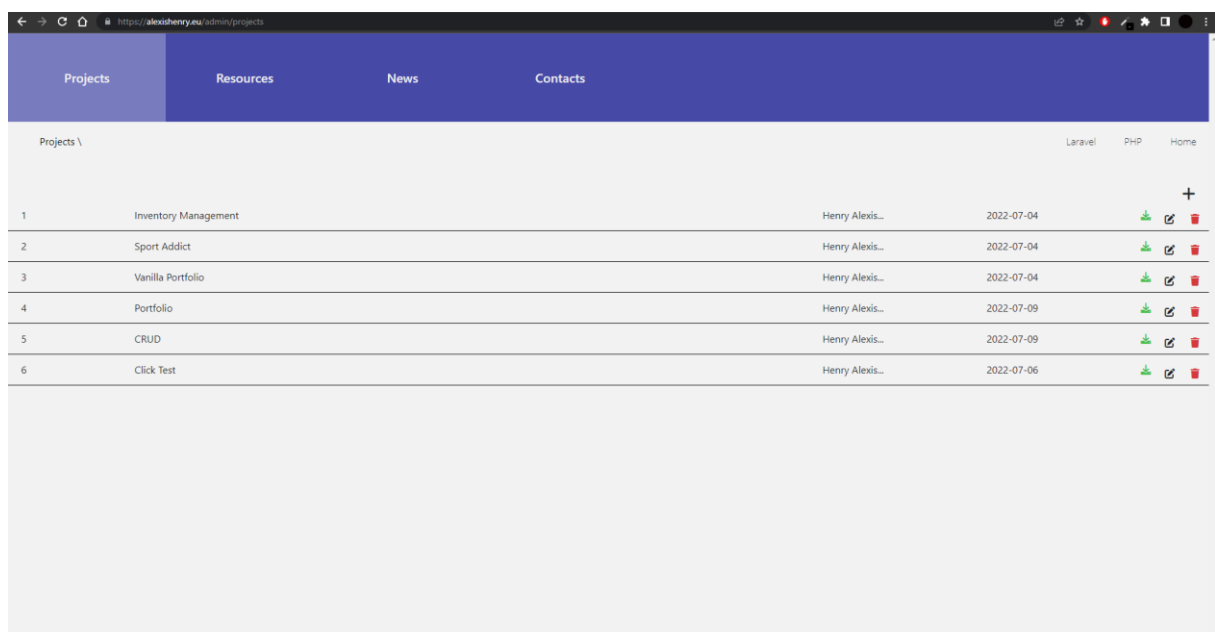 https://alexishenry.eu/admin/projects
Projects Resources News Contacts
Projects \ Laravel PHP Home
1 Inventory Management Henry Alexis... 2022-07-04
2 Sport Addict Henry Alexis... 2022-07-04
3 Vanilla Portfolio Henry Alexis... 2022-07-04
4 Portfolio Henry Alexis... 2022-07-09
5 CRUD Henry Alexis... 2022-07-09
6 Click Test Henry Alexis... 2022-07-06